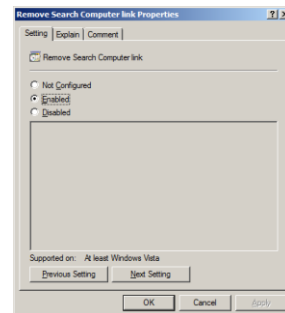 Remove Search Computer link Properties
Setting Explain Comment
Remove Search Computer link
Not Configured
Enabled
Disabled
Supported on: At least Windows Vista
Previous Setting Next Setting
OK Cancel Apply